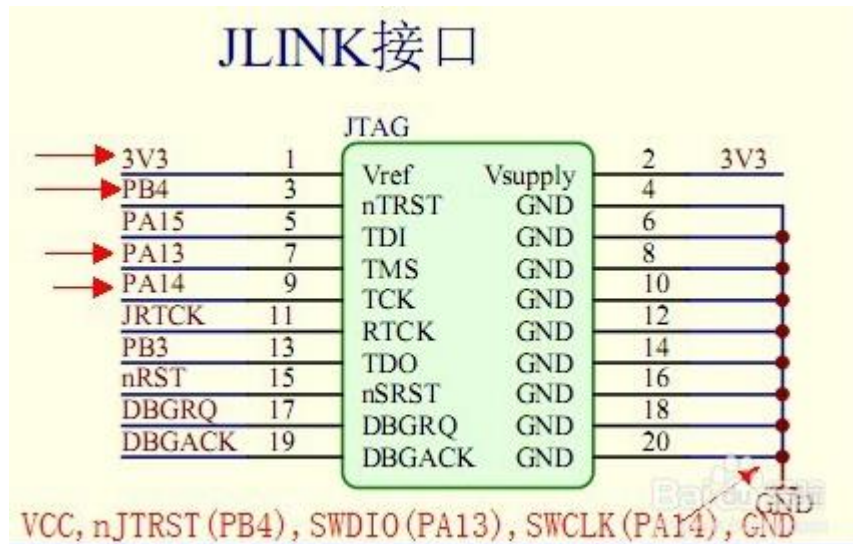 JLINK接口
JTAG
3V3 1 Vref Vsupply 2 3V3
PB4 3 nTRST GND 4
PA15 5 TDI GND 6
PA13 7 TMS GND 8
PA14 9 TCK GND 10
JRTCK 11 RTCK GND 12
PB3 13 TDO GND 14
nRST 15 nSRST GND 16
DBGRQ 17 DBGRQ GND 18
DBGACK 19 DBGACK GND 20
GND
VCC, nJTRST(PB4), SWDIO(PA13), SWCLK(PA14), GND